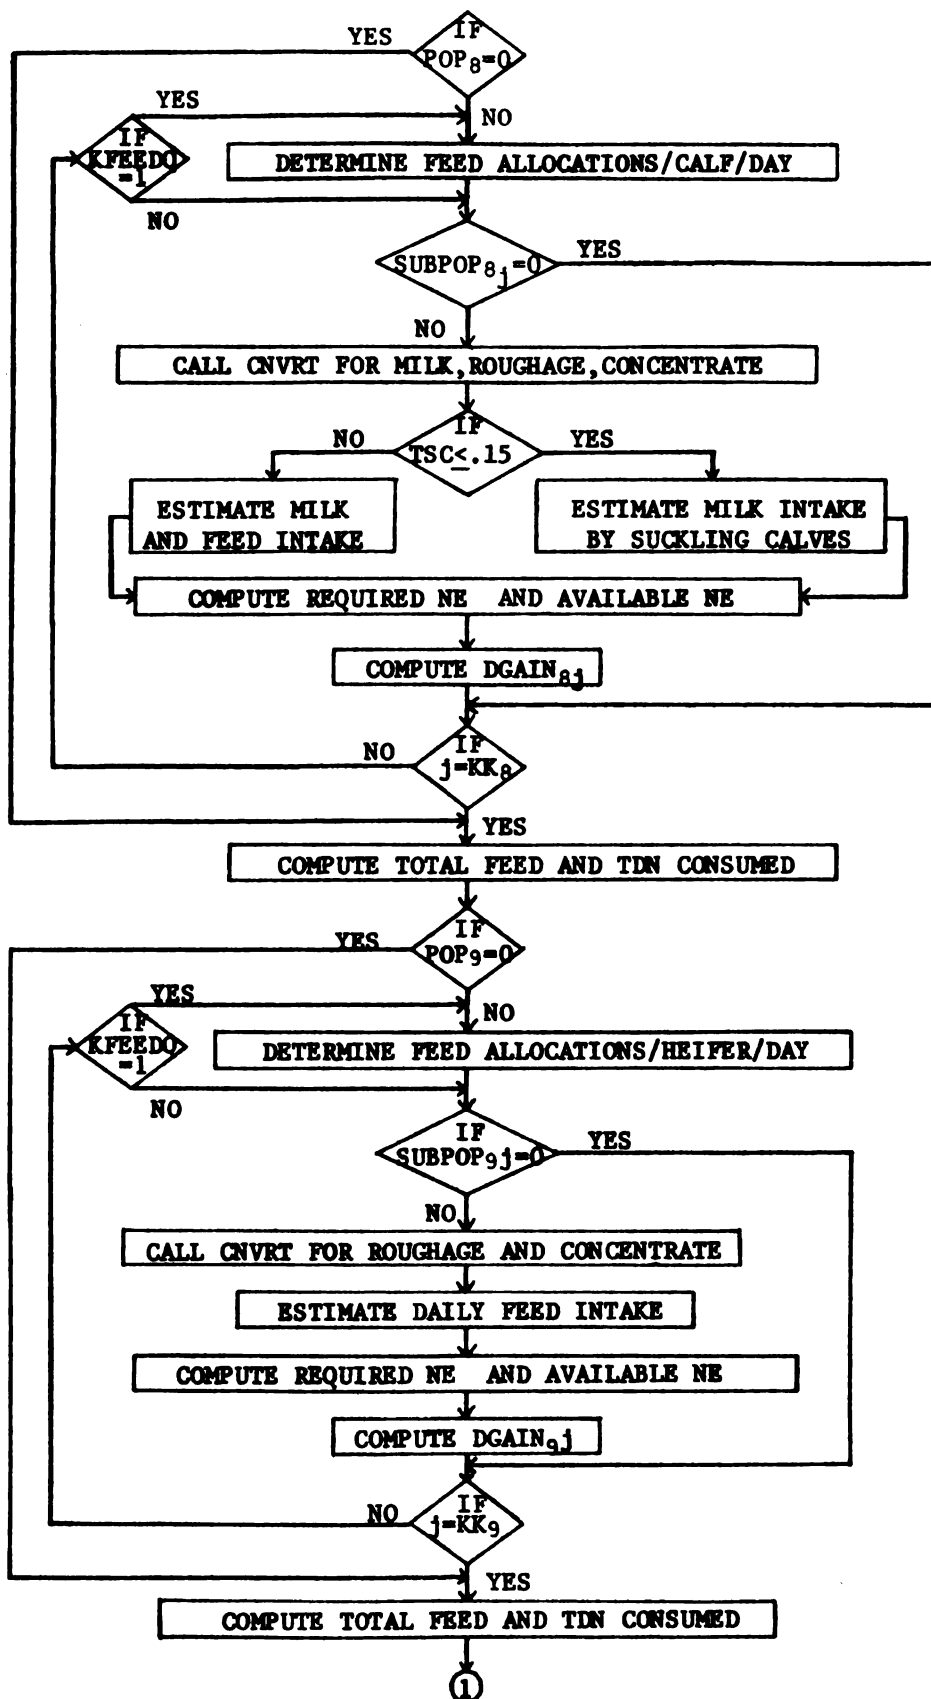 YES
IF
POP₈=0
NO
YES
IF
KFEEDQ
=1
NO
DETERMINE FEED ALLOCATIONS/CALF/DAY
SUBPOP₈ⱼ=0
YES
NO
CALL CNVRT FOR MILK,ROUGHAGE,CONCENTRATE
IF
TSC≤.15
NO
YES
ESTIMATE MILK
AND FEED INTAKE
ESTIMATE MILK INTAKE
BY SUCKLING CALVES
COMPUTE REQUIRED NE AND AVAILABLE NE
COMPUTE DGAIN₈ⱼ
NO
IF
j=KK₈
YES
COMPUTE TOTAL FEED AND TDN CONSUMED
YES
IF
POP₉=0
NO
YES
IF
KFEEDQ
=1
NO
DETERMINE FEED ALLOCATIONS/HEIFER/DAY
IF
SUBPOP₉j=0
YES
NO
CALL CNVRT FOR ROUGHAGE AND CONCENTRATE
ESTIMATE DAILY FEED INTAKE
COMPUTE REQUIRED NE AND AVAILABLE NE
COMPUTE DGAIN₉j
NO
IF
j=KK₉
YES
COMPUTE TOTAL FEED AND TDN CONSUMED
1